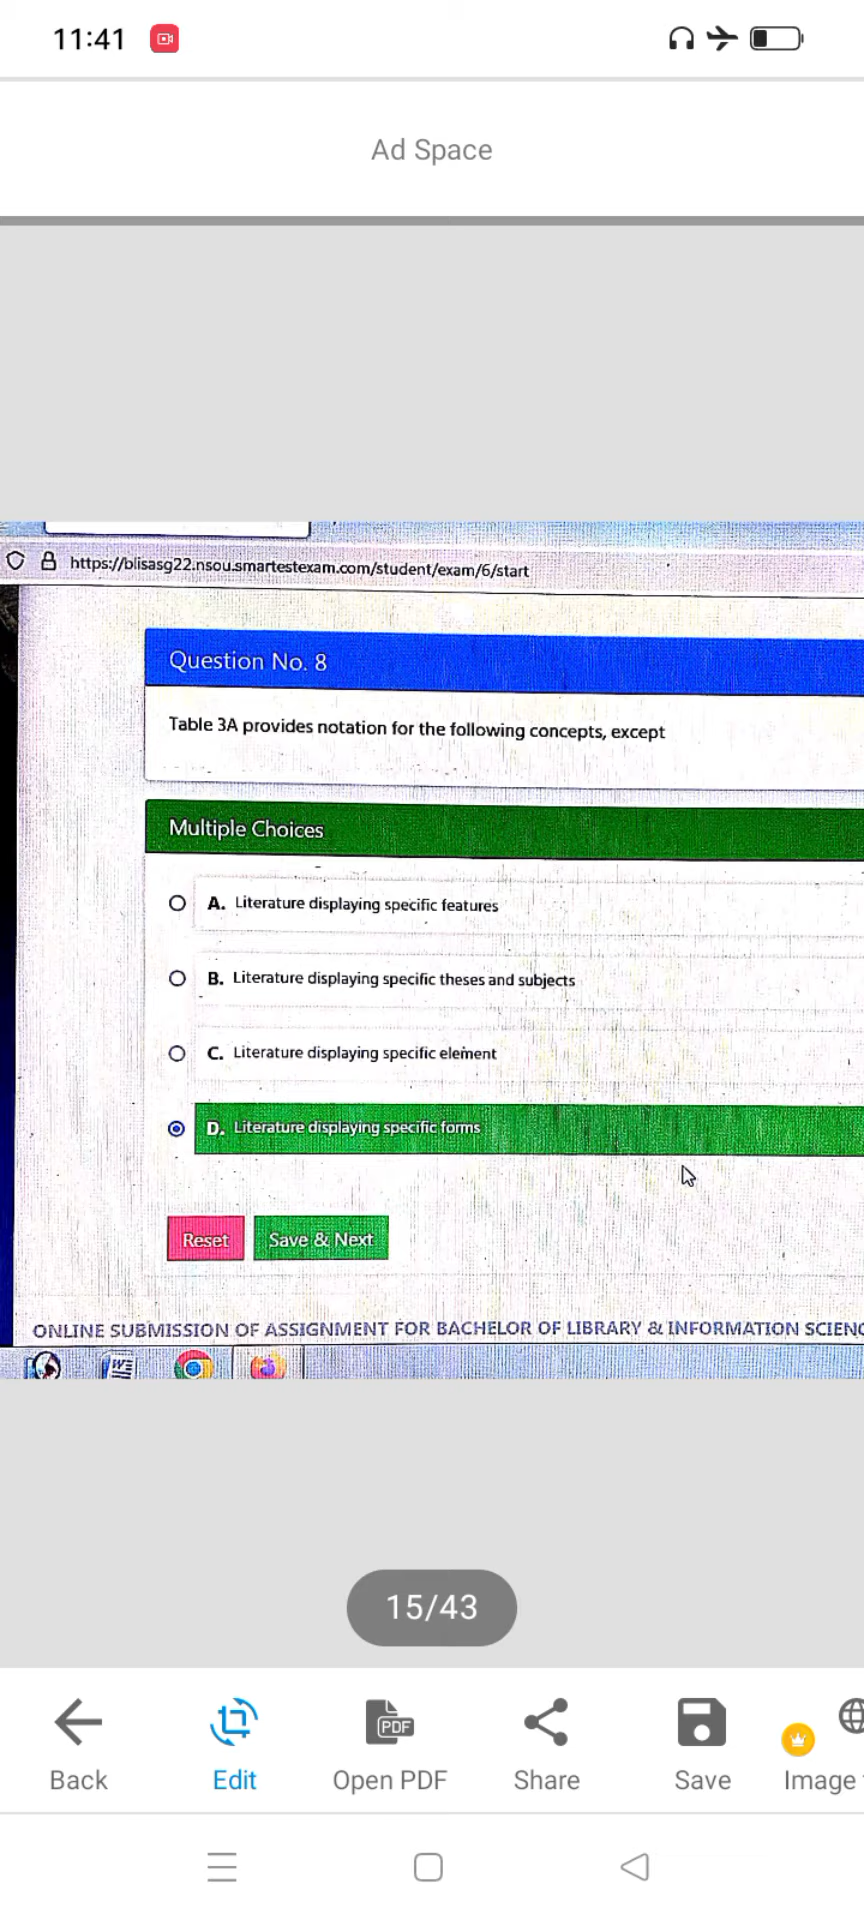 11:41
Ad Space
https://blisasg22.nsou.smartestexam.com/student/exam/6/start
Question No. 8
Table 3A provides notation for the following concepts, except
Multiple Choices
A. Literature displaying specific features
B. Literature displaying specific theses and subjects
C. Literature displaying specific element
D. Literature displaying specific forms
Reset Save & Next
ONLINE SUBMISSION OF ASSIGNMENT FOR BACHELOR OF LIBRARY & INFORMATION SCIENC
15/43
PDF
Back Edit Open PDF Share Save Image